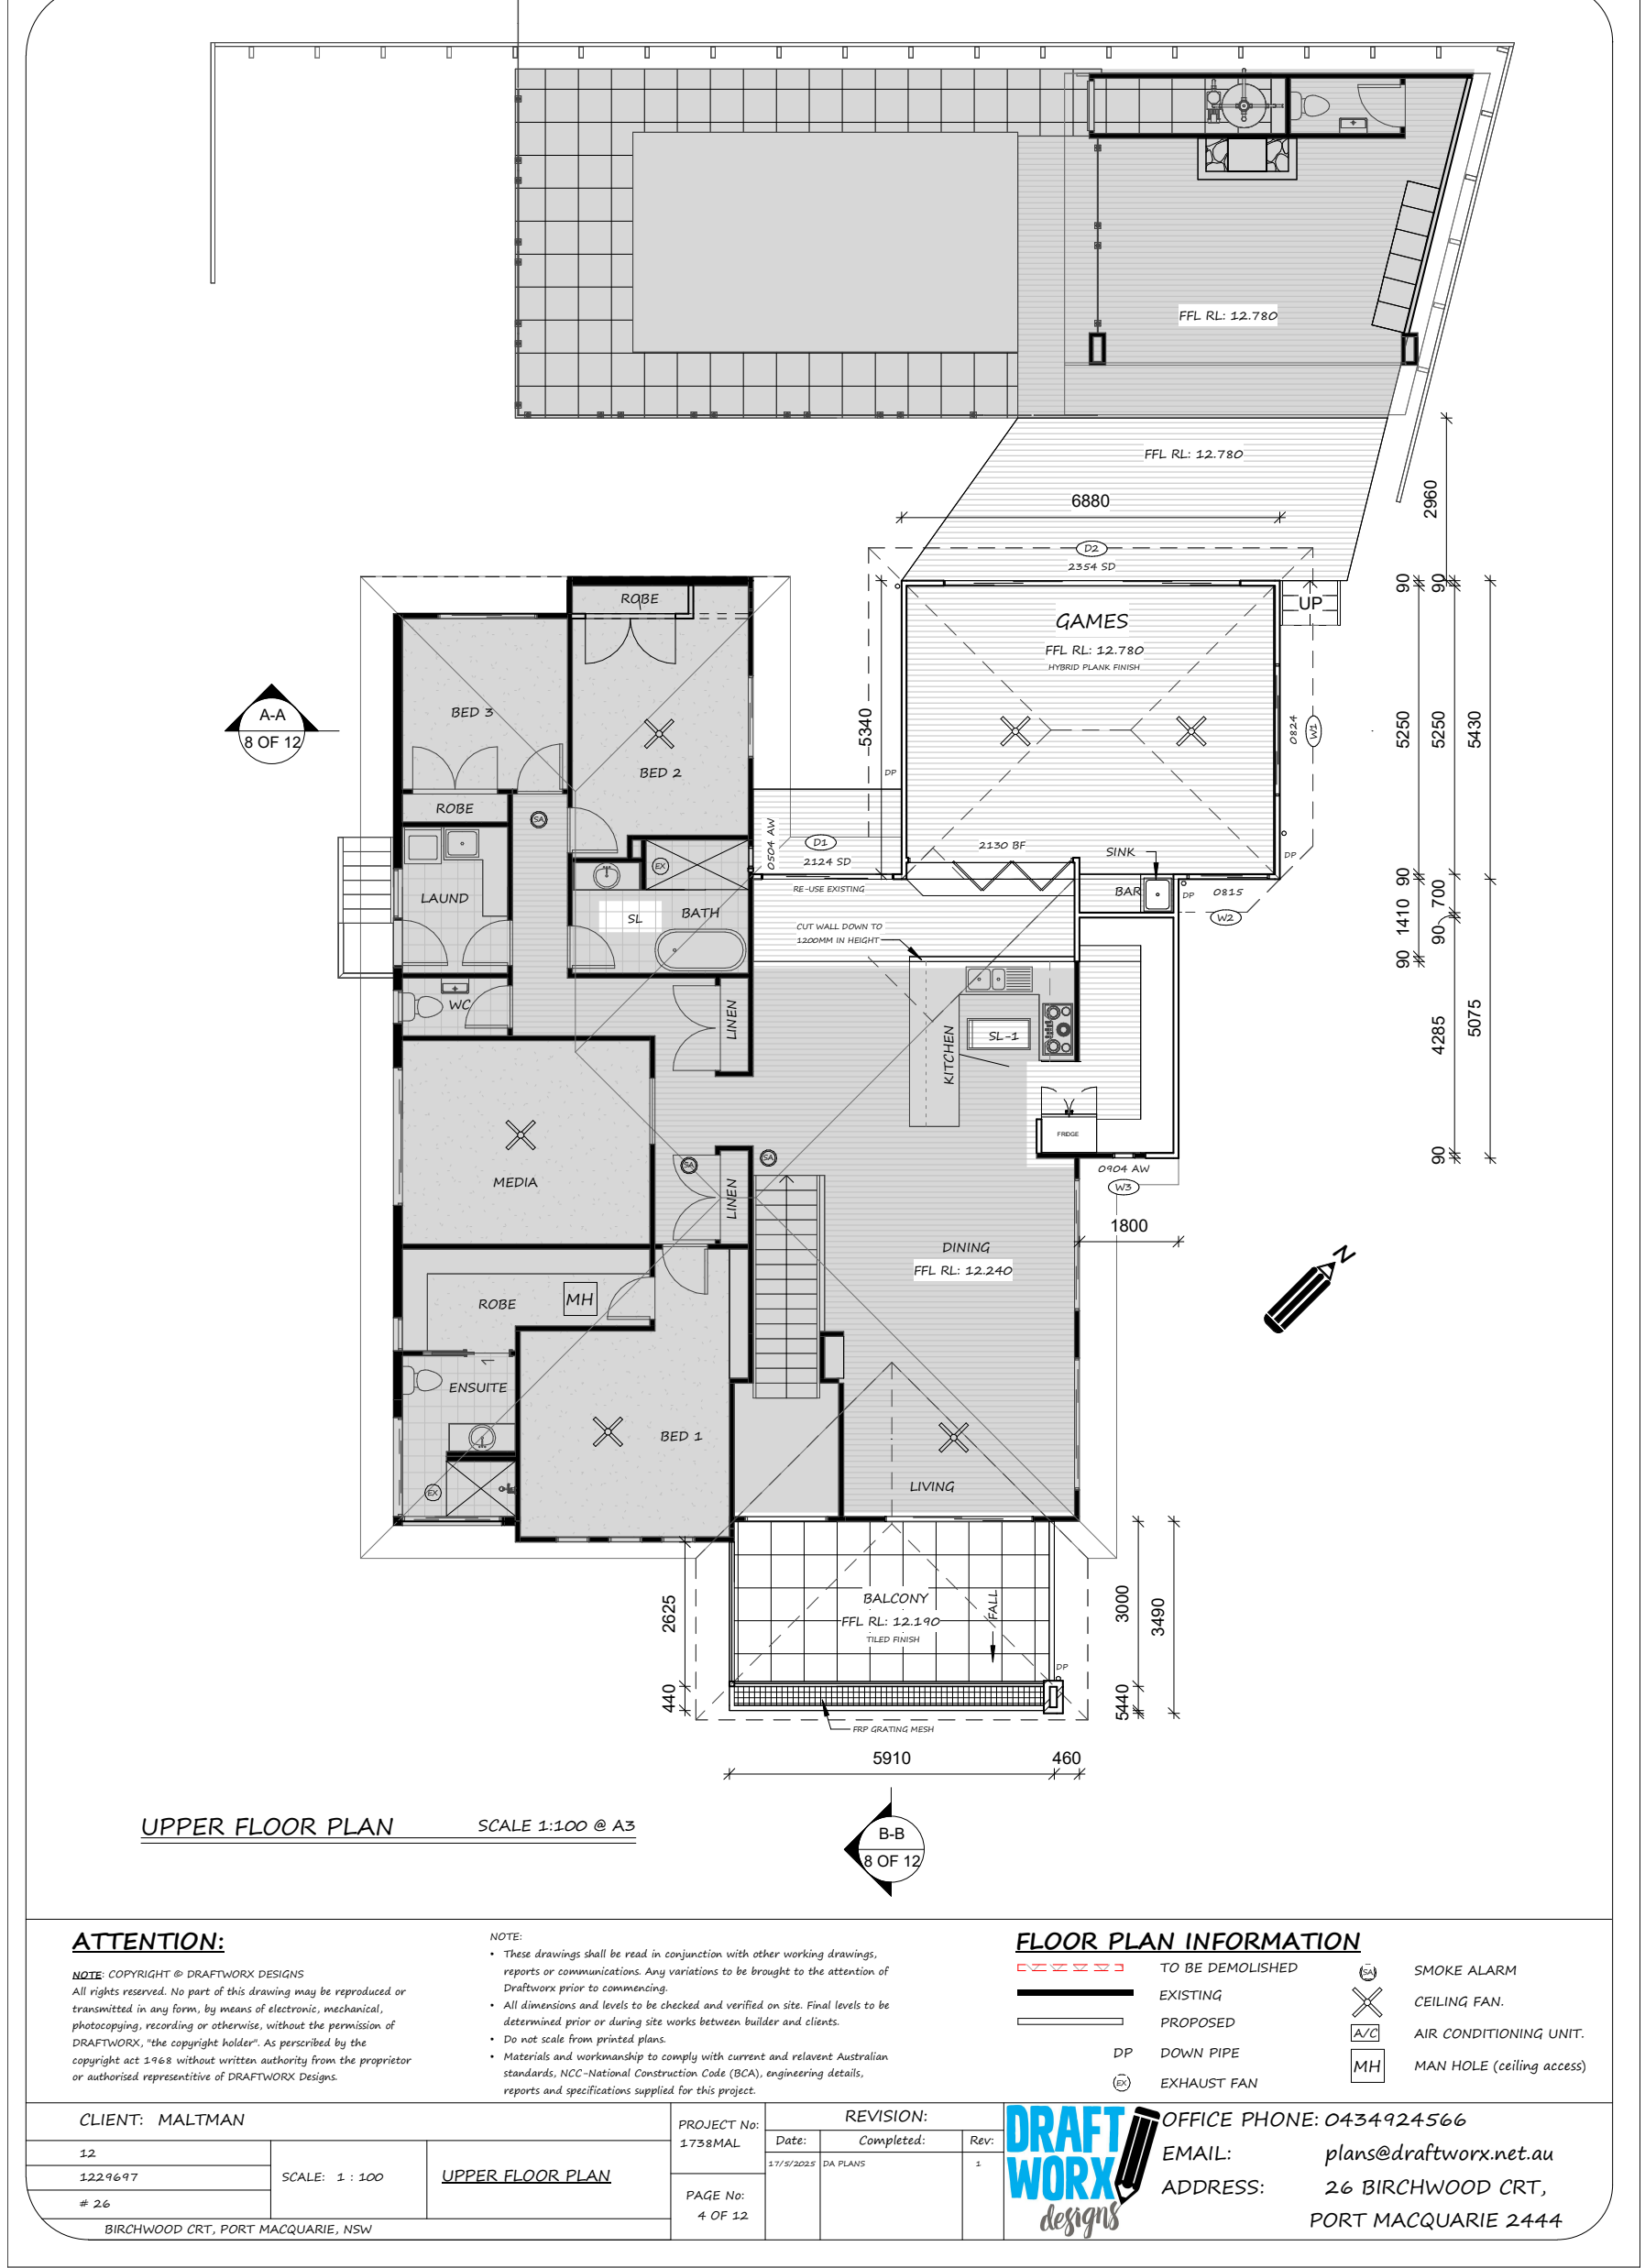 FFL RL: 12.780
FFL RL: 12.780
2960
6880
D2
2354 SD
90
90
ROBE
UP
GAMES
FFL RL: 12.780
HYBRID PLANK FINISH
BED 3
A-A
8 OF 12
5340
0824
W1
5250
5250
5430
BED 2
DP
ROBE
SA
0504 AW
D1
2124 SD
2130 BF
SINK
DP
EX
RE-USE EXISTING
LAUND
BAR
DP
0815
W2
90
700
SL
BATH
1410
90
CUT WALL DOWN TO
1200MM IN HEIGHT
90
WC
LINEN
KITCHEN
SL-1
4285
5075
FRIDGE
MEDIA
SA
SA
90
0904 AW
W3
LINEN
1800
DINING
FFL RL: 12.240
N
ROBE
MH
1
ENSUITE
BED 1
LIVING
EX
2625
BALCONY
FFL RL: 12.190
TILED FINISH
FALL
3000
3490
DP
440
5440
FRP GRATING MESH
5910
460
UPPER FLOOR PLAN
SCALE 1:100 @ A3
B-B
8 OF 12
ATTENTION:
NOTE: COPYRIGHT © DRAFTWORX DESIGNS
All rights reserved. No part of this drawing may be reproduced or
transmitted in any form, by means of electronic, mechanical,
photocopying, recording or otherwise, without the permission of
DRAFTWORX, "the copyright holder". As perscribed by the
copyright act 1968 without written authority from the proprietor
or authorised representitive of DRAFTWORX Designs.
NOTE:
• These drawings shall be read in conjunction with other working drawings,
reports or communications. Any variations to be brought to the attention of
Draftworx prior to commencing.
• All dimensions and levels to be checked and verified on site. Final levels to be
determined prior or during site works between builder and clients.
• Do not scale from printed plans.
• Materials and workmanship to comply with current and relavent Australian
standards, NCC-National Construction Code (BCA), engineering details,
reports and specifications supplied for this project.
FLOOR PLAN INFORMATION
TO BE DEMOLISHED
EXISTING
PROPOSED
DP DOWN PIPE
EX EXHAUST FAN
SA SMOKE ALARM
CEILING FAN.
A/C AIR CONDITIONING UNIT.
MH MAN HOLE (ceiling access)
CLIENT: MALTMAN
12
1229697
# 26
BIRCHWOOD CRT, PORT MACQUARIE, NSW
SCALE: 1 : 100
UPPER FLOOR PLAN
PROJECT No:
1738MAL
PAGE No:
4 OF 12
REVISION:
Date: Completed: Rev:
17/5/2025 DA PLANS 1
DRAFT
WORX
designs
OFFICE PHONE: 0434924566
EMAIL: plans@draftworx.net.au
ADDRESS: 26 BIRCHWOOD CRT,
PORT MACQUARIE 2444